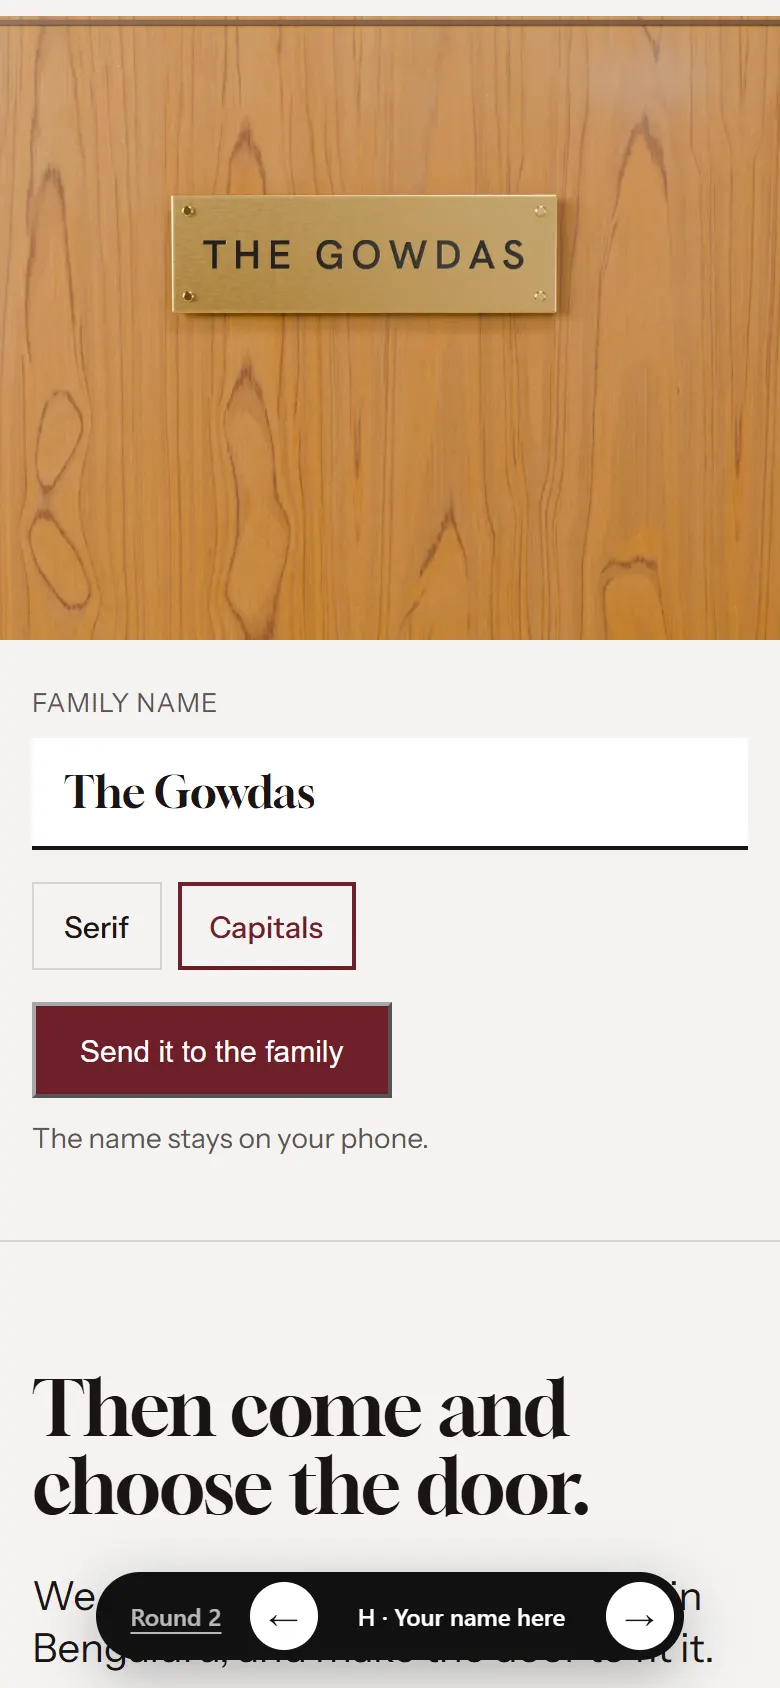 THE GOWDAS
FAMILY NAME
The Gowdas
Serif
Capitals
Send it to the family
The name stays on your phone.
Then come and
choose the door.
We in
Round 2
←
H · Your name here
→
it.